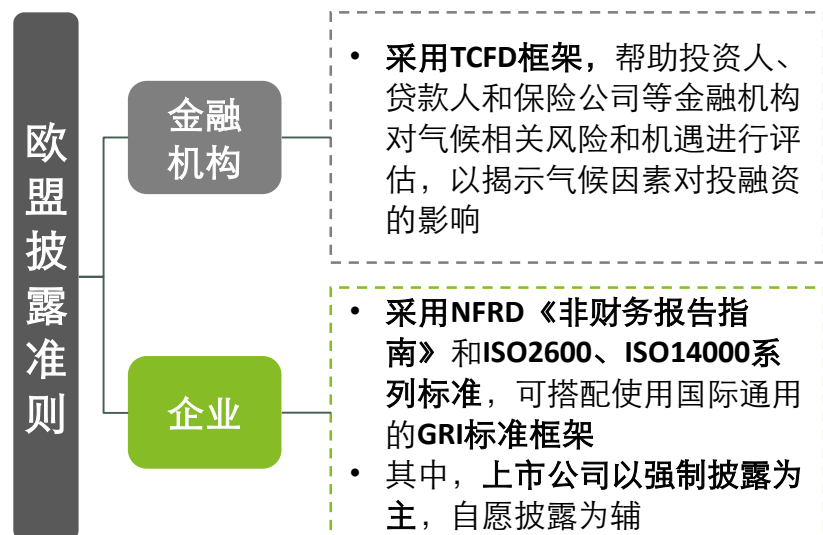 欧盟披露准则
金融
机构
• 采用TCFD框架，帮助投资人、
贷款人和保险公司等金融机构
对气候相关风险和机遇进行评
估，以揭示气候因素对投融资
的影响
企业
• 采用NFRD《非财务报告指
南》和ISO2600、ISO14000系
列标准，可搭配使用国际通用
的GRI标准框架
• 其中，上市公司以强制披露为
主，自愿披露为辅